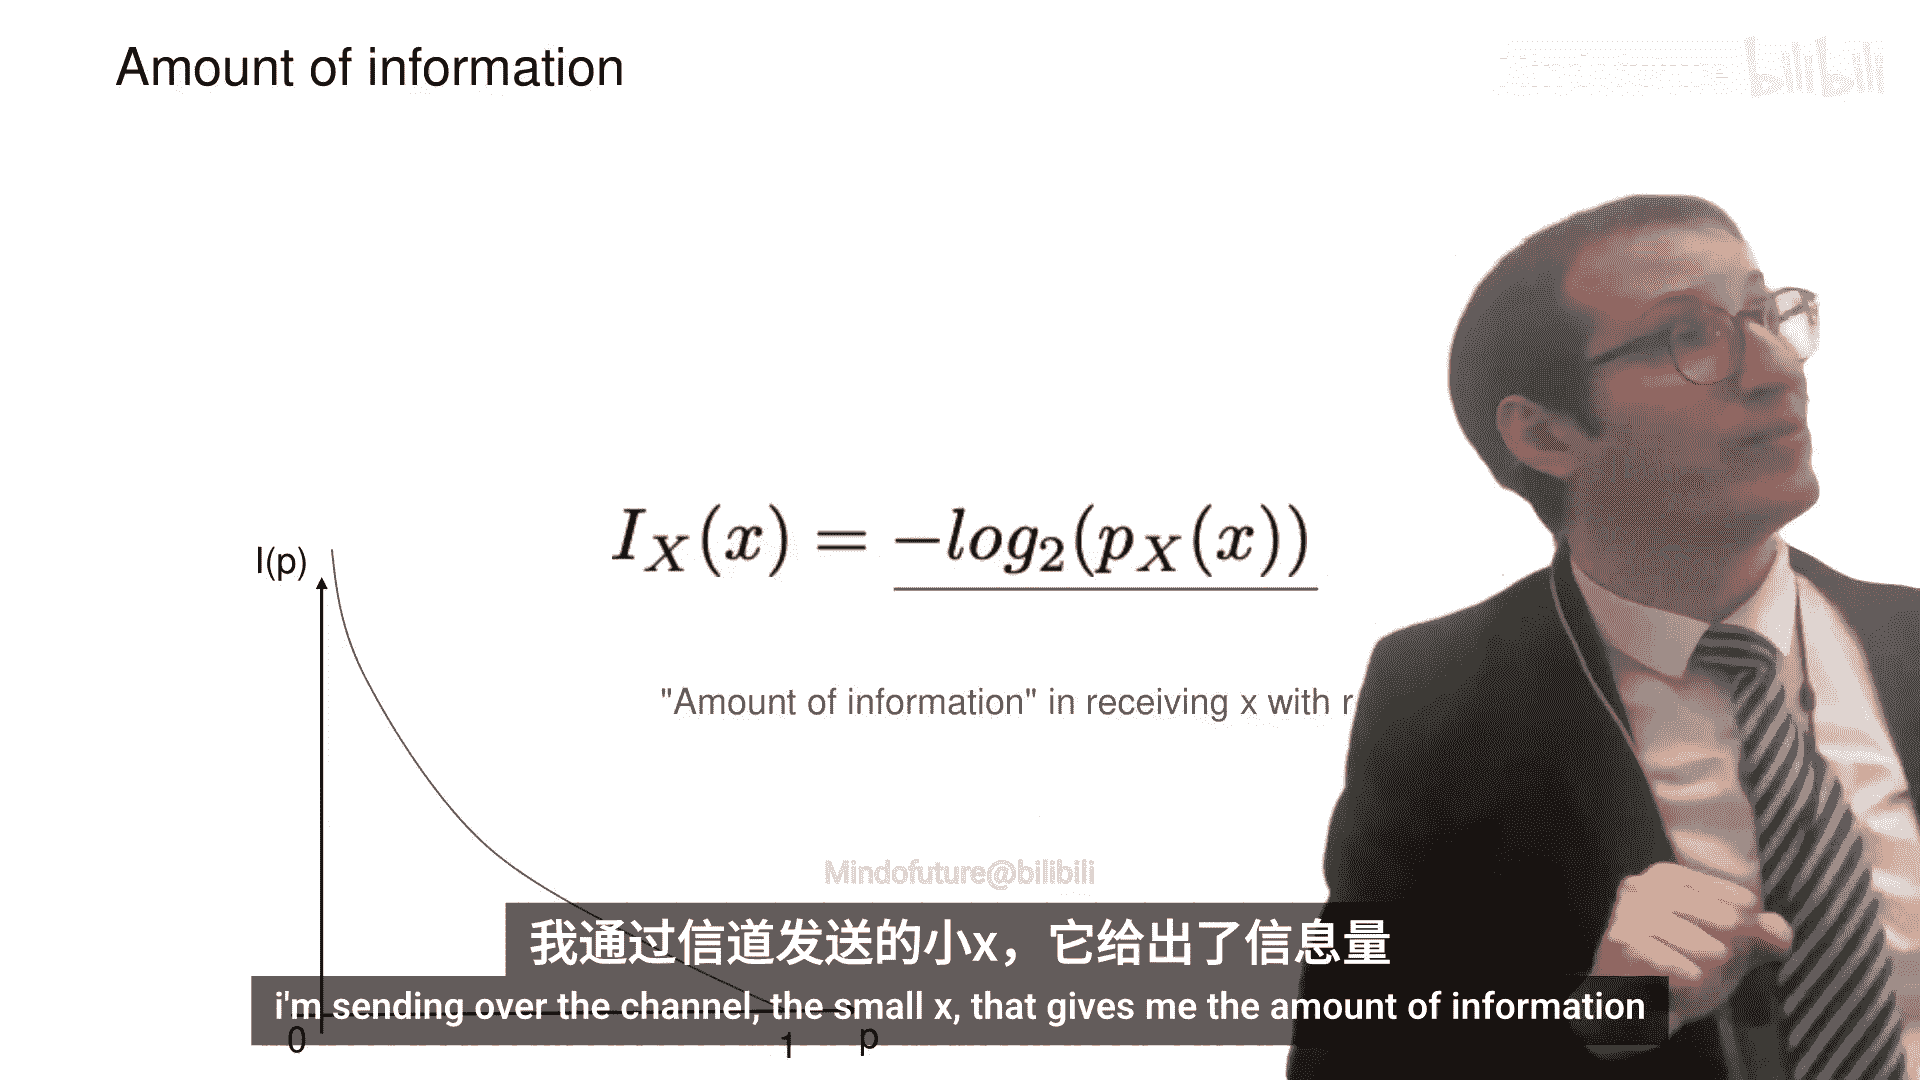 Amount of information
bilibili
I_X(x) = −log_2(p_X(x))
I(p)
"Amount of information" in receiving x with r
Mindofuture@bilibili
我通过信道发送的小x，它给出了信息量
i'm sending over the channel, the small x, that gives me the amount of information
0
1
p